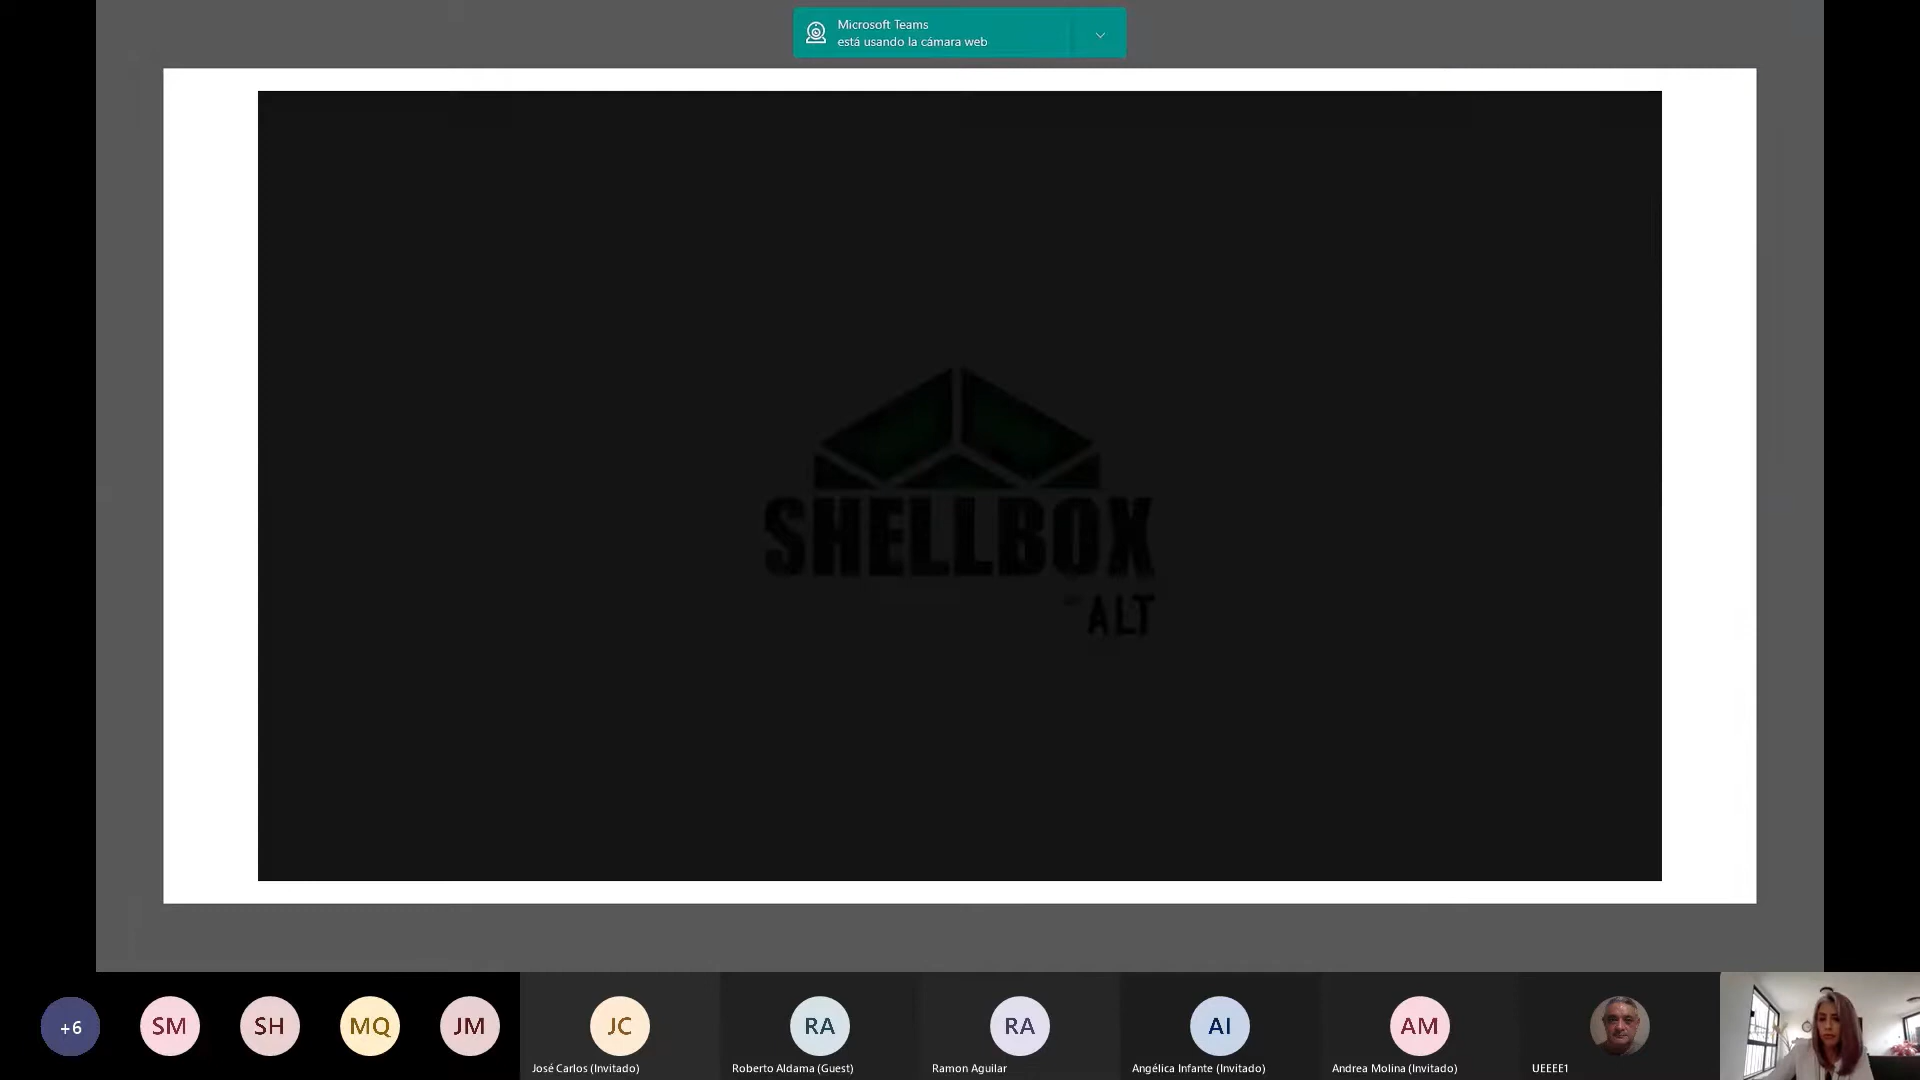 Microsoft Teams
está usando la cámara web
SHELLBOX
ALT
+6
SM
SH
MQ
JM
JC
RA
RA
AI
AM
José Carlos (Invitado)
Roberto Aldama (Guest)
Ramon Aguilar
Angélica Infante (Invitado)
Andrea Molina (Invitado)
UEEEE1